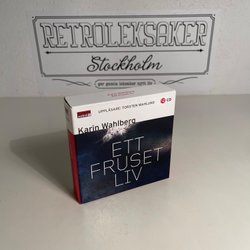 RETROLEKSAKER
Stockholm
UPPLÄSARE: TORSTEN WAHLUND
CD
Karin Wahlberg
ETT
FRUSET
LIV